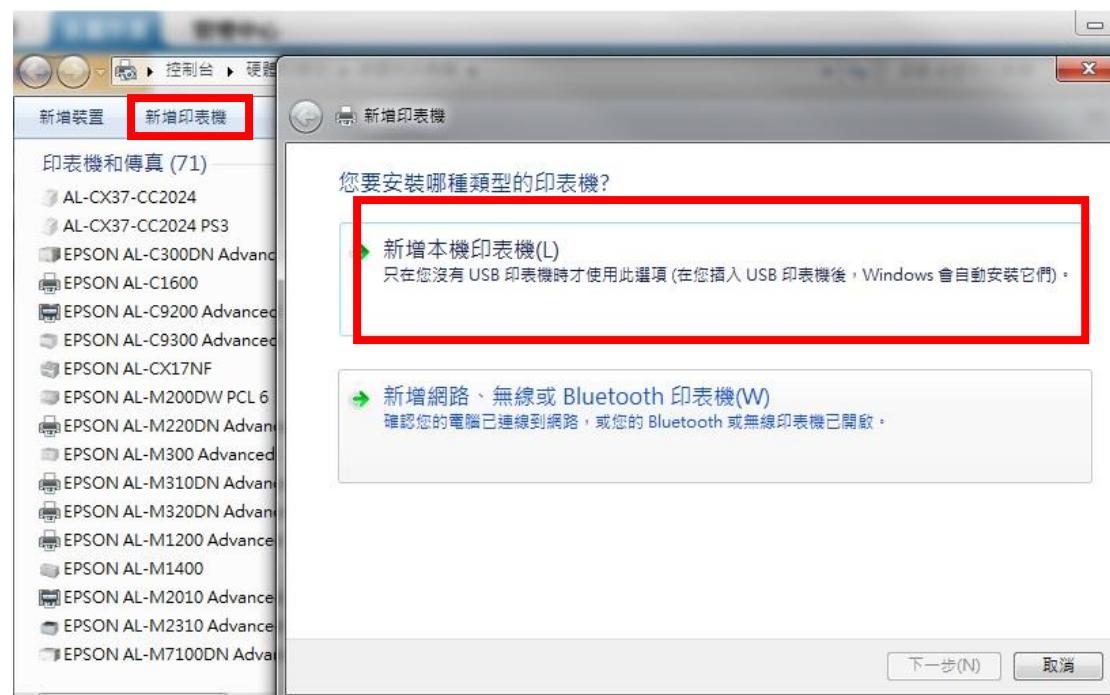 控制台
新增裝置 新增印表機
印表機和傳真 (71)
AL-CX37-CC2024
AL-CX37-CC2024 PS3
EPSON AL-C300DN Advanc
EPSON AL-C1600
EPSON AL-C9200 Advanced
EPSON AL-C9300 Advanced
EPSON AL-CX17NF
EPSON AL-M200DW PCL 6
EPSON AL-M220DN Advan
EPSON AL-M300 Advanced
EPSON AL-M310DN Advan
EPSON AL-M320DN Advan
EPSON AL-M1200 Advance
EPSON AL-M1400
EPSON AL-M2010 Advance
EPSON AL-M2310 Advance
EPSON AL-M7100DN Advan
新增印表機
您要安裝哪種類型的印表機?
新增本機印表機(L)
只在您沒有 USB 印表機時才使用此選項 (在您插入 USB 印表機後，Windows 會自動安裝它們)。
新增網路、無線或 Bluetooth 印表機(W)
確認您的電腦已連線到網路，或您的 Bluetooth 或無線印表機已開啟。
下一步(N) 取消